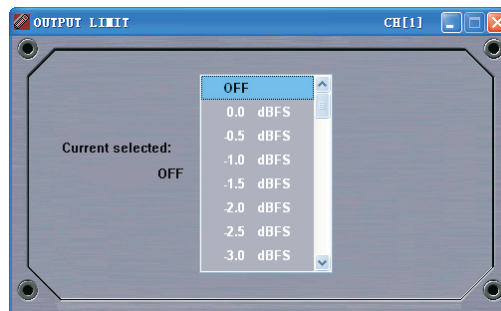 OUTPUT LIMIT CH[1]
OFF
0.0 dBFS
-0.5 dBFS
Current selected:
-1.0 dBFS
OFF
-1.5 dBFS
-2.0 dBFS
-2.5 dBFS
-3.0 dBFS